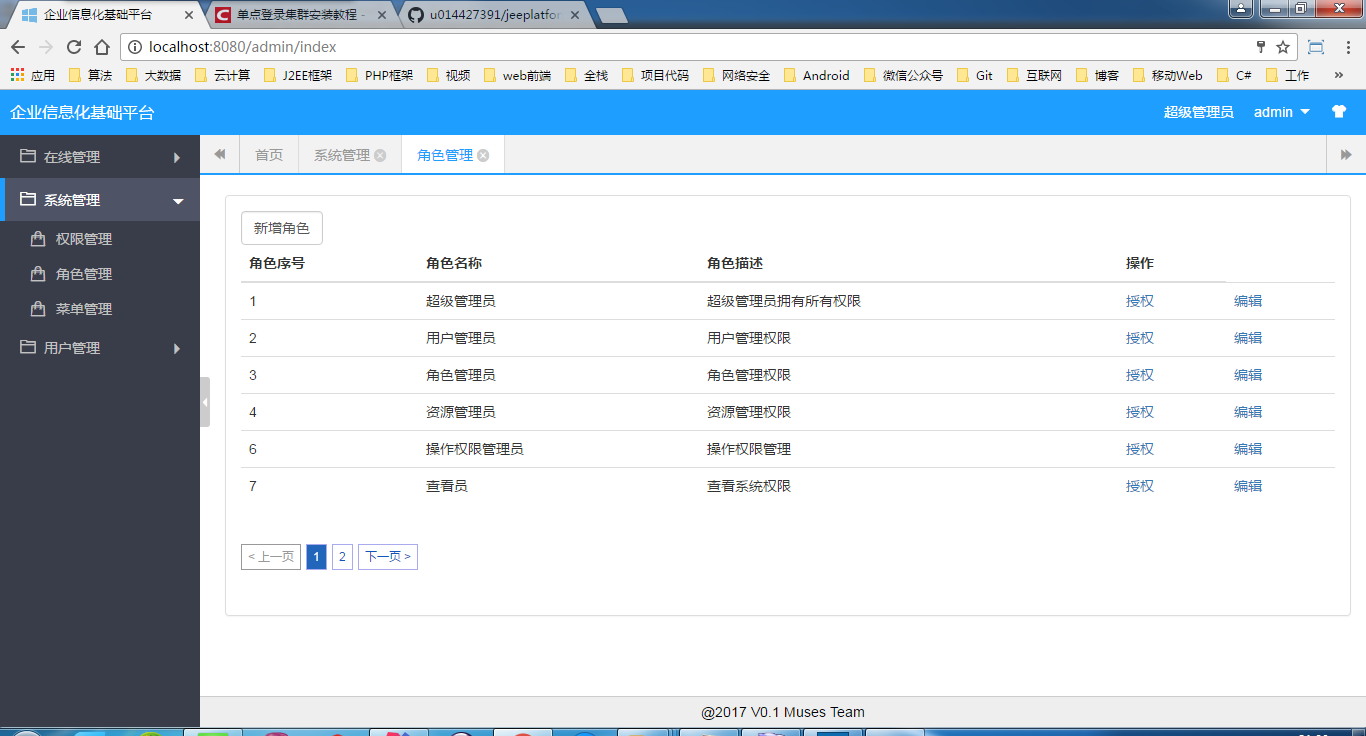 企业信息化基础平台
单点登录集群安装教程 -
u014427391/jeeplatfor
localhost:8080/admin/index
应用 算法 大数据 云计算 J2EE框架 PHP框架 视频 web前端 全栈 项目代码 网络安全 Android 微信公众号 Git 互联网 博客 移动Web C# 工作 »
企业信息化基础平台 超级管理员 admin
在线管理
系统管理
权限管理
角色管理
菜单管理
用户管理
首页 系统管理 角色管理
新增角色
角色序号 角色名称 角色描述 操作
1 超级管理员 超级管理员拥有所有权限 授权 编辑
2 用户管理员 用户管理权限 授权 编辑
3 角色管理员 角色管理权限 授权 编辑
4 资源管理员 资源管理权限 授权 编辑
6 操作权限管理员 操作权限管理 授权 编辑
7 查看员 查看系统权限 授权 编辑
< 上一页 1 2 下一页 >
@2017 V0.1 Muses Team